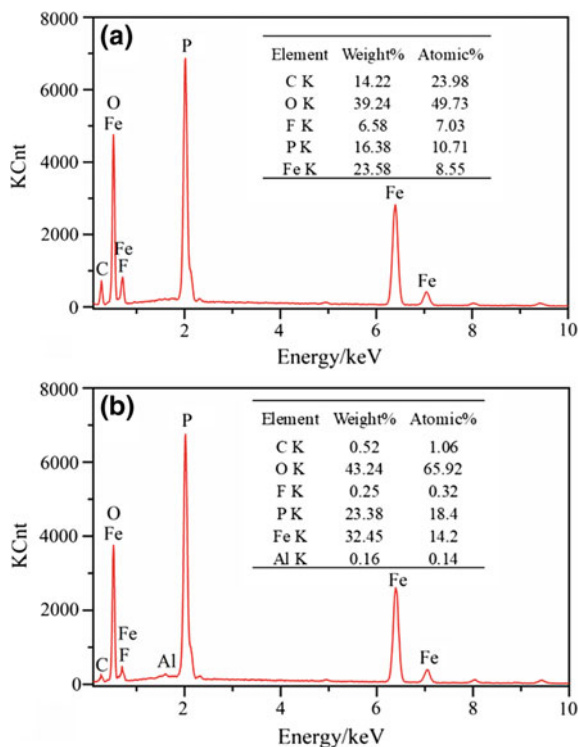 (a)
8000
6000
4000
2000
0
KCnt
P
O
Fe
Fe
F
C
Fe
Fe
Element Weight% Atomic%
C K 14.22 23.98
O K 39.24 49.73
F K 6.58 7.03
P K 16.38 10.71
Fe K 23.58 8.55
2 4 6 8 10
Energy/keV
(b)
8000
6000
4000
2000
0
KCnt
P
O
Fe
Fe
F
C
Al
Fe
Fe
Element Weight% Atomic%
C K 0.52 1.06
O K 43.24 65.92
F K 0.25 0.32
P K 23.38 18.4
Fe K 32.45 14.2
Al K 0.16 0.14
2 4 6 8 10
Energy/keV